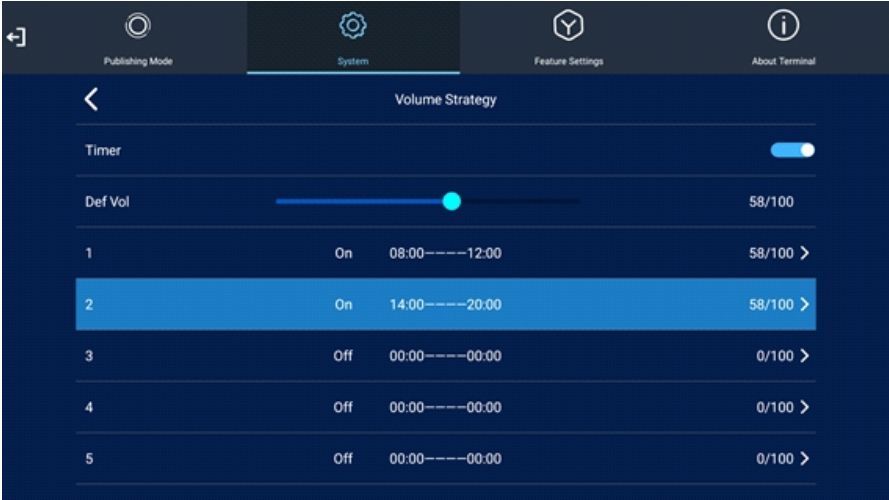 Publishing Mode
System
Feature Settings
About Terminal
Volume Strategy
Timer
Def Vol 58/100
1 On 08:00————12:00 58/100
2 On 14:00————20:00 58/100
3 Off 00:00————00:00 0/100
4 Off 00:00————00:00 0/100
5 Off 00:00————00:00 0/100